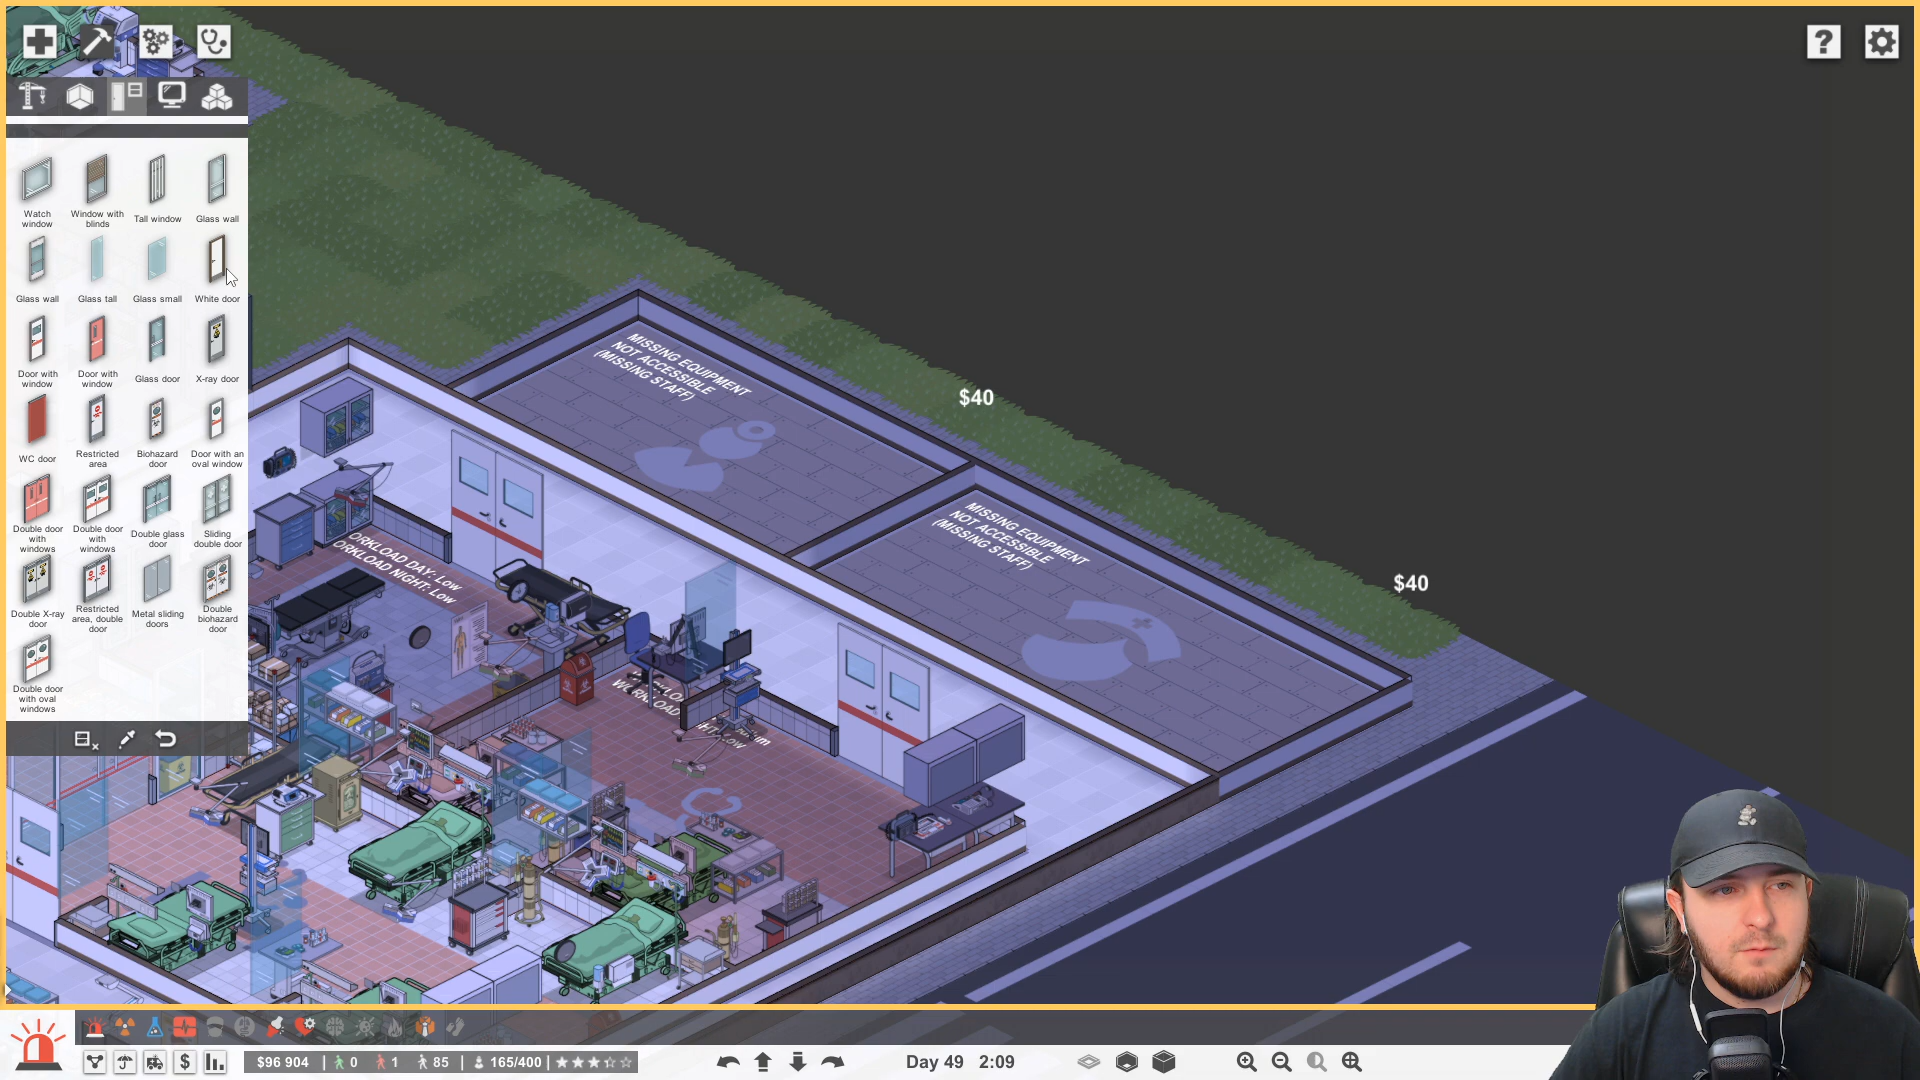 Watch
window
Window with
blinds
Tall window
Glass wall
Glass wall
Glass tall
Glass small
White door
Door with
window
Door with
window
Glass door
X-ray door
WC door
Restricted
area
Biohazard
door
Door with an
oval window
Double door
with
windows
Double door
with
windows
Double glass
door
Sliding
double door
Double X-ray
door
Restricted
area, double
door
Metal sliding
doors
Double
biohazard
door
Double door
with oval
windows
MISSING EQUIPMENT
NOT ACCESSIBLE
(MISSING STAFF)
$40
MISSING EQUIPMENT
NOT ACCESSIBLE
(MISSING STAFF)
$40
ORKLOAD DAY: Low
ORKLOAD NIGHT: Low
$96 904
0
1
85
165/400
Day 49 2:09
?